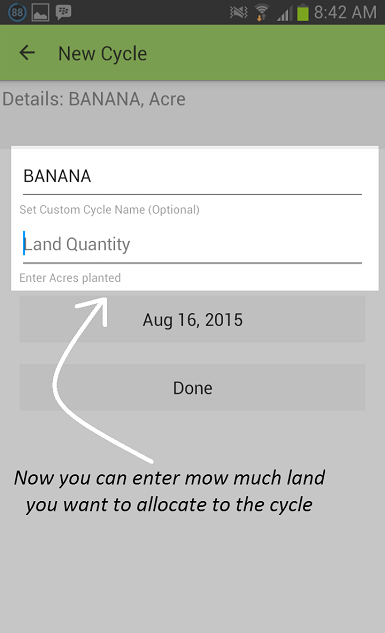 88 8:42 AM
New Cycle
Details: BANANA, Acre
BANANA
Set Custom Cycle Name (Optional)
Land Quantity
Enter Acres planted
Aug 16, 2015
Done
Now you can enter mow much land
you want to allocate to the cycle